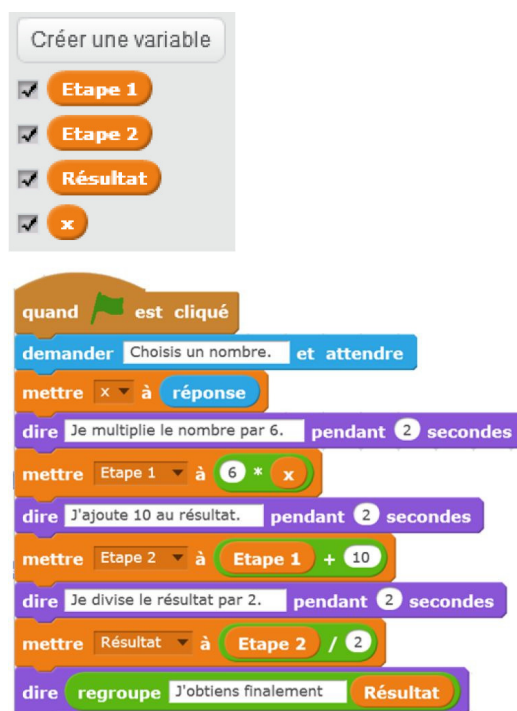 Créer une variable
Etape 1
Etape 2
Résultat
x
quand est cliqué
demander Choisis un nombre. et attendre
mettre x à réponse
dire Je multiplie le nombre par 6. pendant 2 secondes
mettre Etape 1 à 6 * x
dire J'ajoute 10 au résultat. pendant 2 secondes
mettre Etape 2 à Etape 1 + 10
dire Je divise le résultat par 2. pendant 2 secondes
mettre Résultat à Etape 2 / 2
dire regroupe J'obtiens finalement Résultat